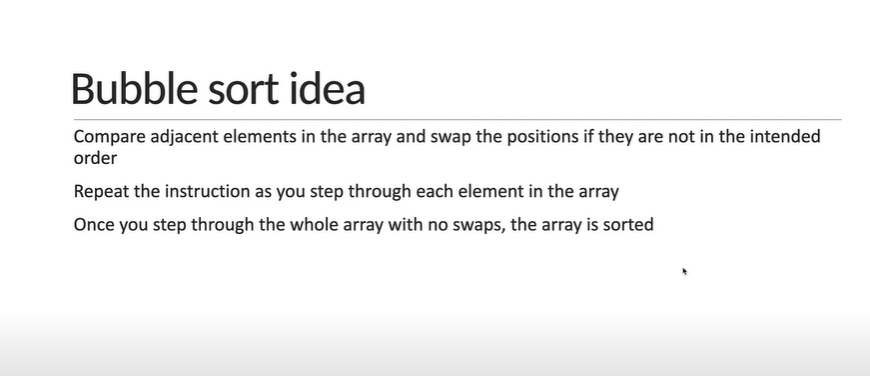 Bubble sort idea
Compare adjacent elements in the array and swap the positions if they are not in the intended
order
Repeat the instruction as you step through each element in the array
Once you step through the whole array with no swaps, the array is sorted